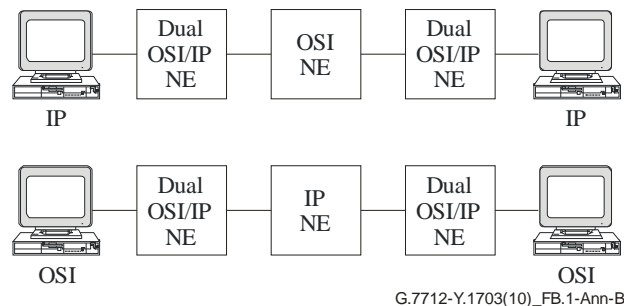 Dual
OSI/IP
NE
OSI
NE
Dual
OSI/IP
NE
IP
IP
Dual
OSI/IP
NE
IP
NE
Dual
OSI/IP
NE
OSI
OSI
G.7712-Y.1703(10)_FB.1-Ann-B